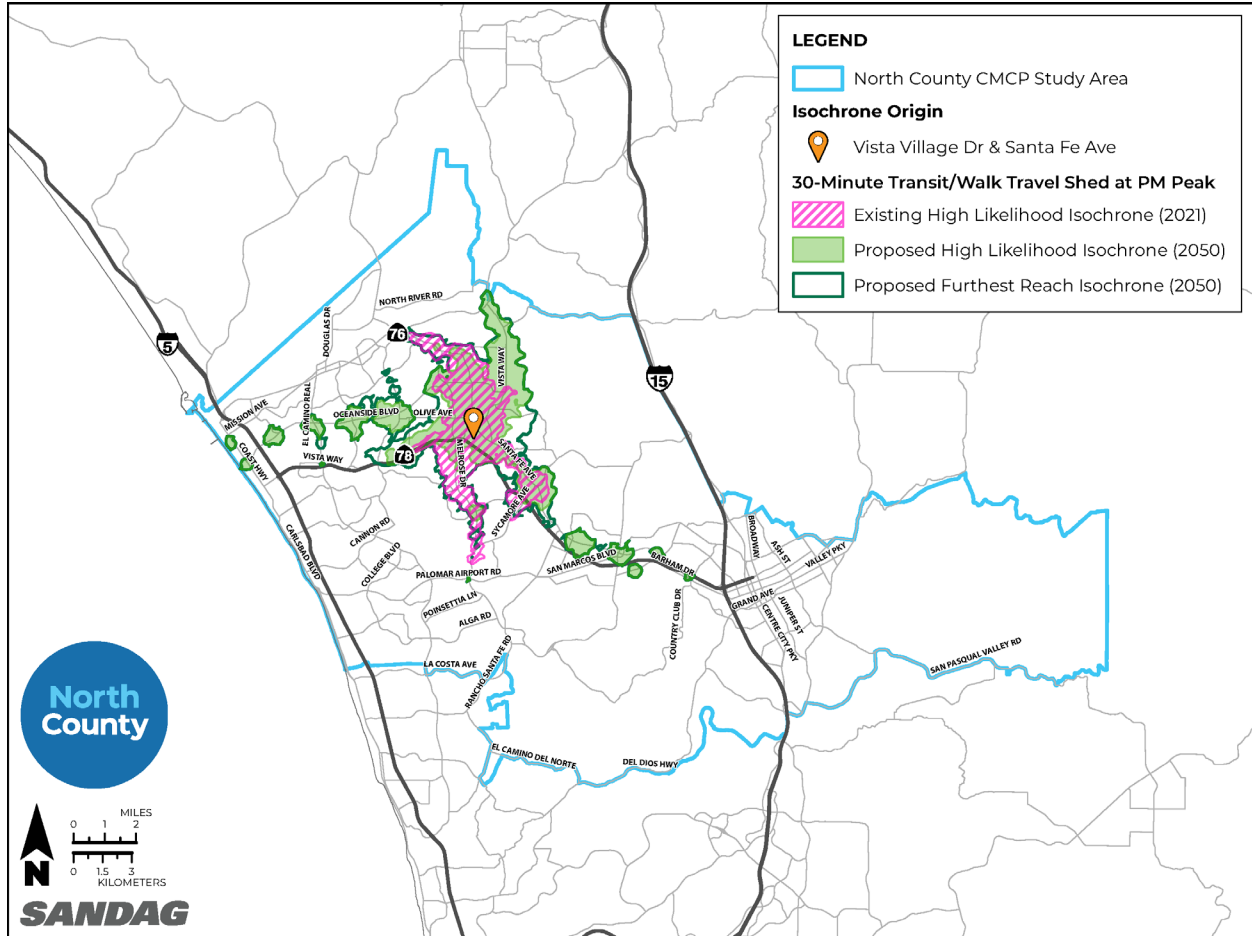 LEGEND
North County CMCP Study Area
Isochrone Origin
Vista Village Dr & Santa Fe Ave
30-Minute Transit/Walk Travel Shed at PM Peak
Existing High Likelihood Isochrone (2021)
Proposed High Likelihood Isochrone (2050)
Proposed Furthest Reach Isochrone (2050)
NORTH RIVER RD
DOUGLAS DR
76
5
15
VISTA WAY
MISSION AVE
EL CAMINO REAL
OCEANSIDE BLVD
OLIVE AVE
COAST HWY
VISTA WAY
78
MELROSE DR
SANTA FE AVE
SYCAMORE AVE
CARLSBAD BLVD
CANNON RD
COLLEGE BLVD
PALOMAR AIRPORT RD
SAN MARCOS BLVD
BARHAM DR
BROADWAY
ASH ST
VALLEY PKY
POINSETTIA LN
ALGA RD
COUNTRY CLUB DR
GRAND AVE
JUNIPER ST
CENTRE CITY PKY
LA COSTA AVE
RANCHO SANTA FE RD
SAN PASQUAL VALLEY RD
EL CAMINO DEL NORTE
DEL DIOS HWY
North
County
MILES
0 1 2
0 1.5 3
KILOMETERS
N
SANDAG